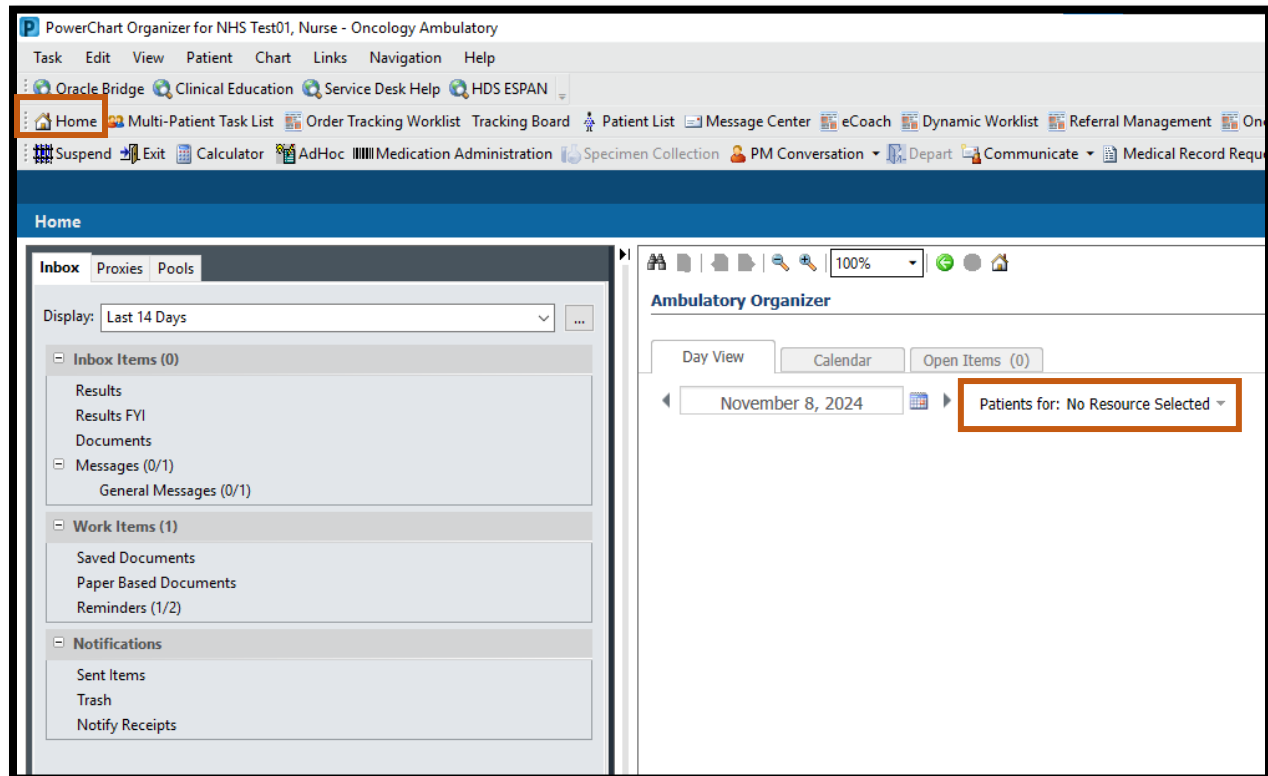 PowerChart Organizer for NHS Test01, Nurse - Oncology Ambulatory
Task Edit View Patient Chart Links Navigation Help
Oracle Bridge Clinical Education Service Desk Help HDS ESPAN
Home Multi-Patient Task List Order Tracking Worklist Tracking Board Patient List Message Center eCoach Dynamic Worklist Referral Management
Suspend Exit Calculator AdHoc Medication Administration Specimen Collection PM Conversation Depart Communicate Medical Record
Home
Inbox Proxies Pools
Display: Last 14 Days ...
Inbox Items (0)
Results
Results FYI
Documents
Messages (0/1)
General Messages (0/1)
Work Items (1)
Saved Documents
Paper Based Documents
Reminders (1/2)
Notifications
Sent Items
Trash
Notify Receipts
100%
Ambulatory Organizer
Day View Calendar Open Items (0)
November 8, 2024 Patients for: No Resource Selected